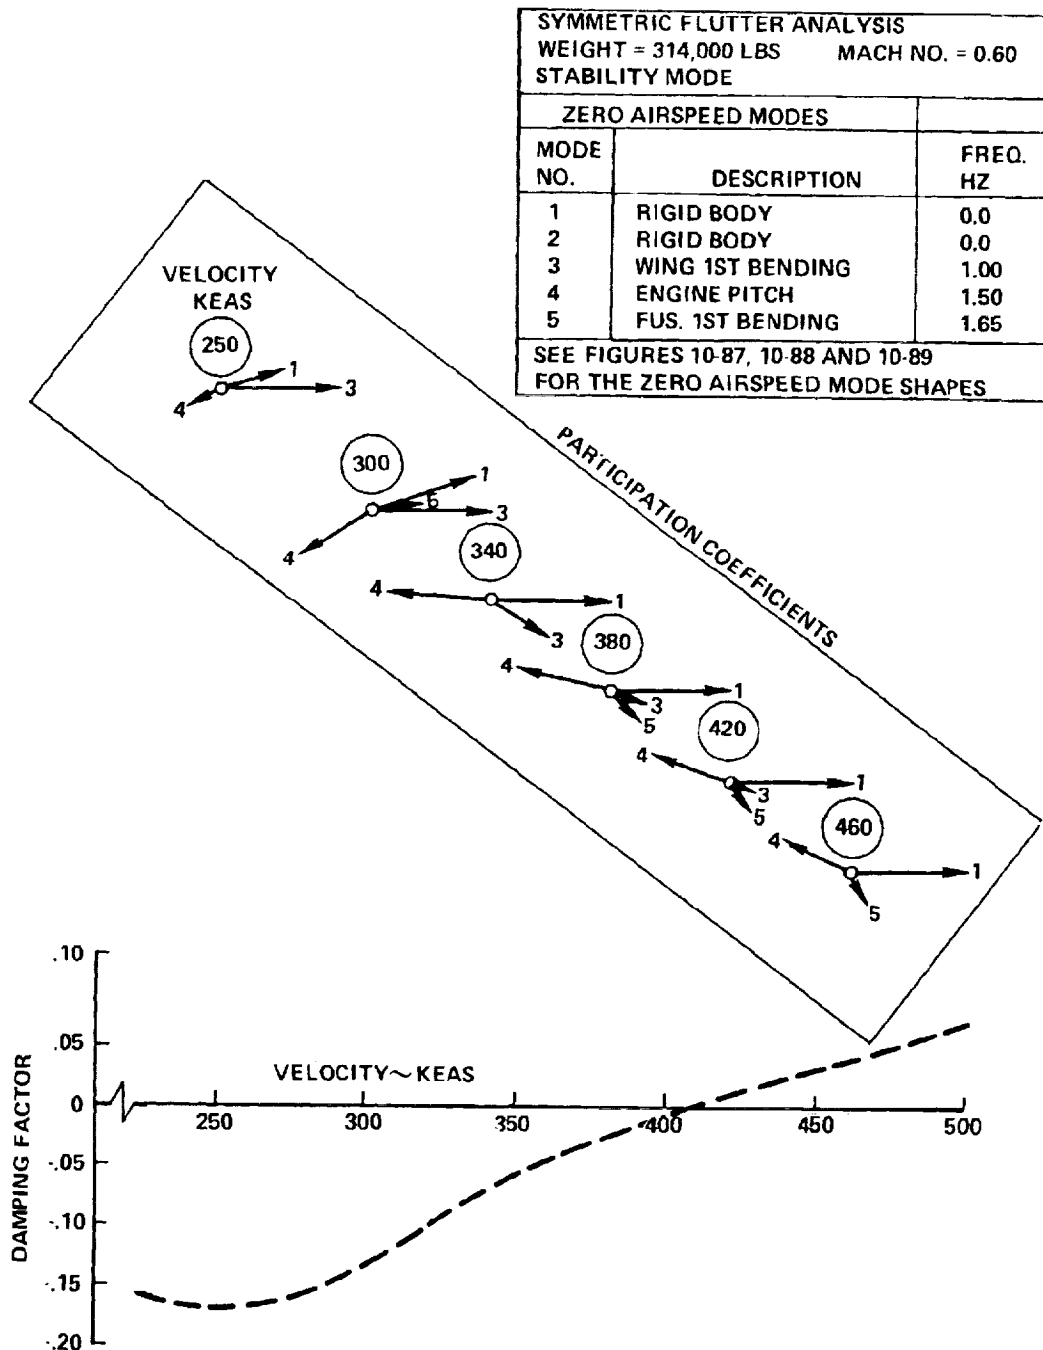 SYMMETRIC FLUTTER ANALYSIS
WEIGHT = 314,000 LBS MACH NO. = 0.60
STABILITY MODE
ZERO AIRSPEED MODES
MODE NO. DESCRIPTION FREQ. HZ
1 RIGID BODY 0.0
2 RIGID BODY 0.0
3 WING 1ST BENDING 1.00
4 ENGINE PITCH 1.50
5 FUS. 1ST BENDING 1.65
SEE FIGURES 10-87, 10-88 AND 10-89
FOR THE ZERO AIRSPEED MODE SHAPES
VELOCITY
KEAS
250
1
3
4
PARTICIPATION COEFFICIENTS
300
1
5
3
4
340
4
1
3
380
4
1
3
5
420
4
1
3
5
460
4
1
5
DAMPING FACTOR
.10
.05
0
-.05
-.10
-.15
-.20
VELOCITY~KEAS
250 300 350 400 450 500